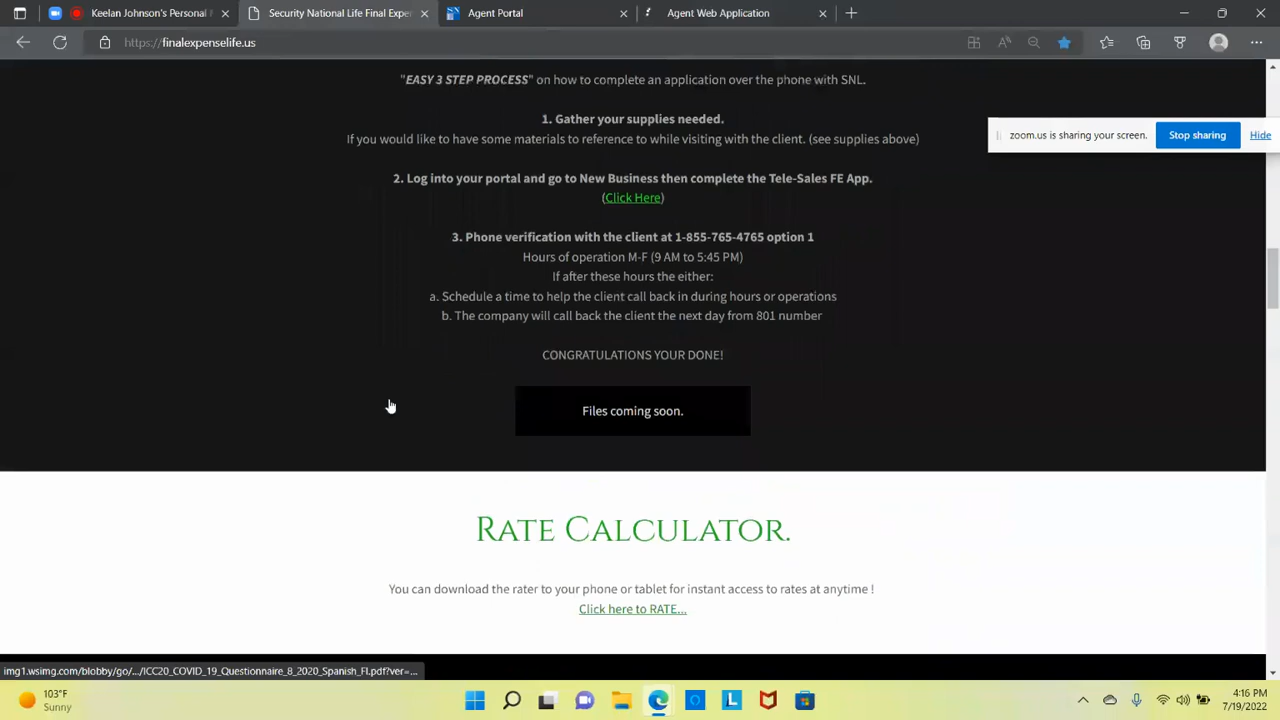 Keelan Johnson's Personal
Security National Life Final Exper
Agent Portal
Agent Web Application
https://finalexpenselife.us
"EASY 3 STEP PROCESS" on how to complete an application over the phone with SNL.
zoom.us is sharing your screen.
Stop sharing
Hide
1. Gather your supplies needed.
If you would like to have some materials to reference to while visiting with the client. (see supplies above)
2. Log into your portal and go to New Business then complete the Tele-Sales FE App.
(Click Here)
3. Phone verification with the client at 1-855-765-4765 option 1
Hours of operation M-F (9 AM to 5:45 PM)
If after these hours the either:
a. Schedule a time to help the client call back in during hours or operations
b. The company will call back the client the next day from 801 number
CONGRATULATIONS YOUR DONE!
Files coming soon.
RATE CALCULATOR.
You can download the rater to your phone or tablet for instant access to rates at anytime !
Click here to RATE...
img1.wsimg.com/blobby/go/.../ICC20_COVID_19_Questionnaire_8_2020_Spanish_FI.pdf?ver=...
103°F
Sunny
4:16 PM
7/19/2022